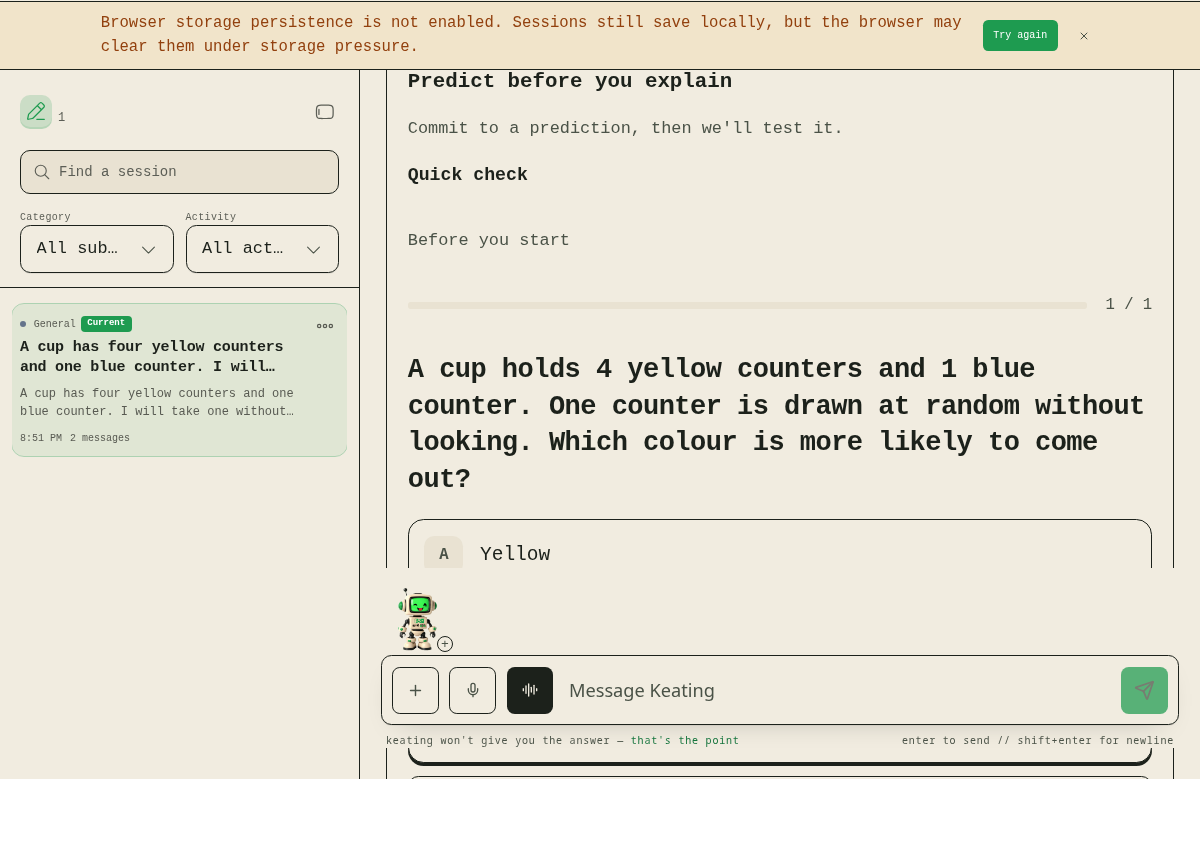 Browser storage persistence is not enabled. Sessions still save locally, but the browser may
clear them under storage pressure.
Try again
1
Find a session
Category
Activity
All sub…
All act…
General
Current
A cup has four yellow counters
and one blue counter. I will…
A cup has four yellow counters and one
blue counter. I will take one without…
8:51 PM 2 messages
Predict before you explain
Commit to a prediction, then we'll test it.
Quick check
Before you start
1 / 1
A cup holds 4 yellow counters and 1 blue
counter. One counter is drawn at random without
looking. Which colour is more likely to come
out?
A
Yellow
Message Keating
keating won't give you the answer — that's the point
enter to send // shift+enter for newline